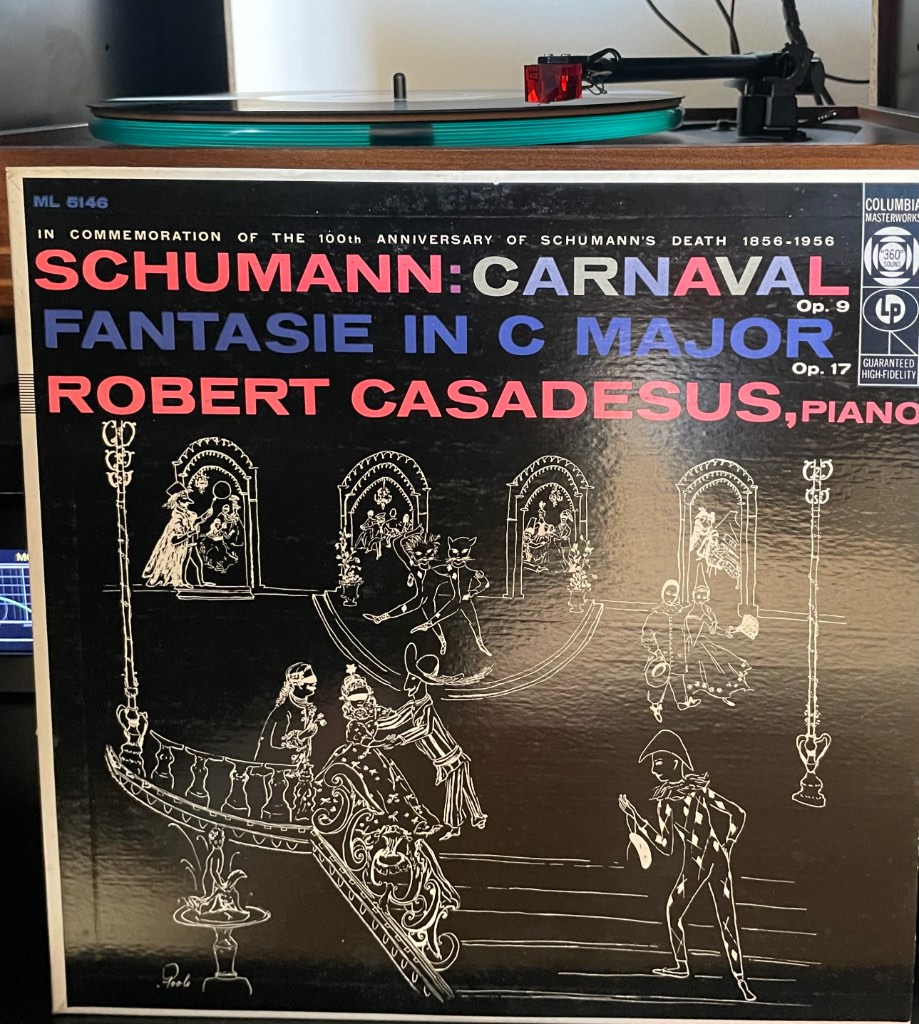 ML 5146
IN COMMEMORATION OF THE 100th ANNIVERSARY OF SCHUMANN'S DEATH 1856-1956
SCHUMANN: CARNAVAL
Op. 9
FANTASIE IN C MAJOR
Op. 17
ROBERT CASADESUS, PIANO
COLUMBIA
MASTERWORKS
"360"
SOUND
LP
GUARANTEED
HIGH-FIDELITY